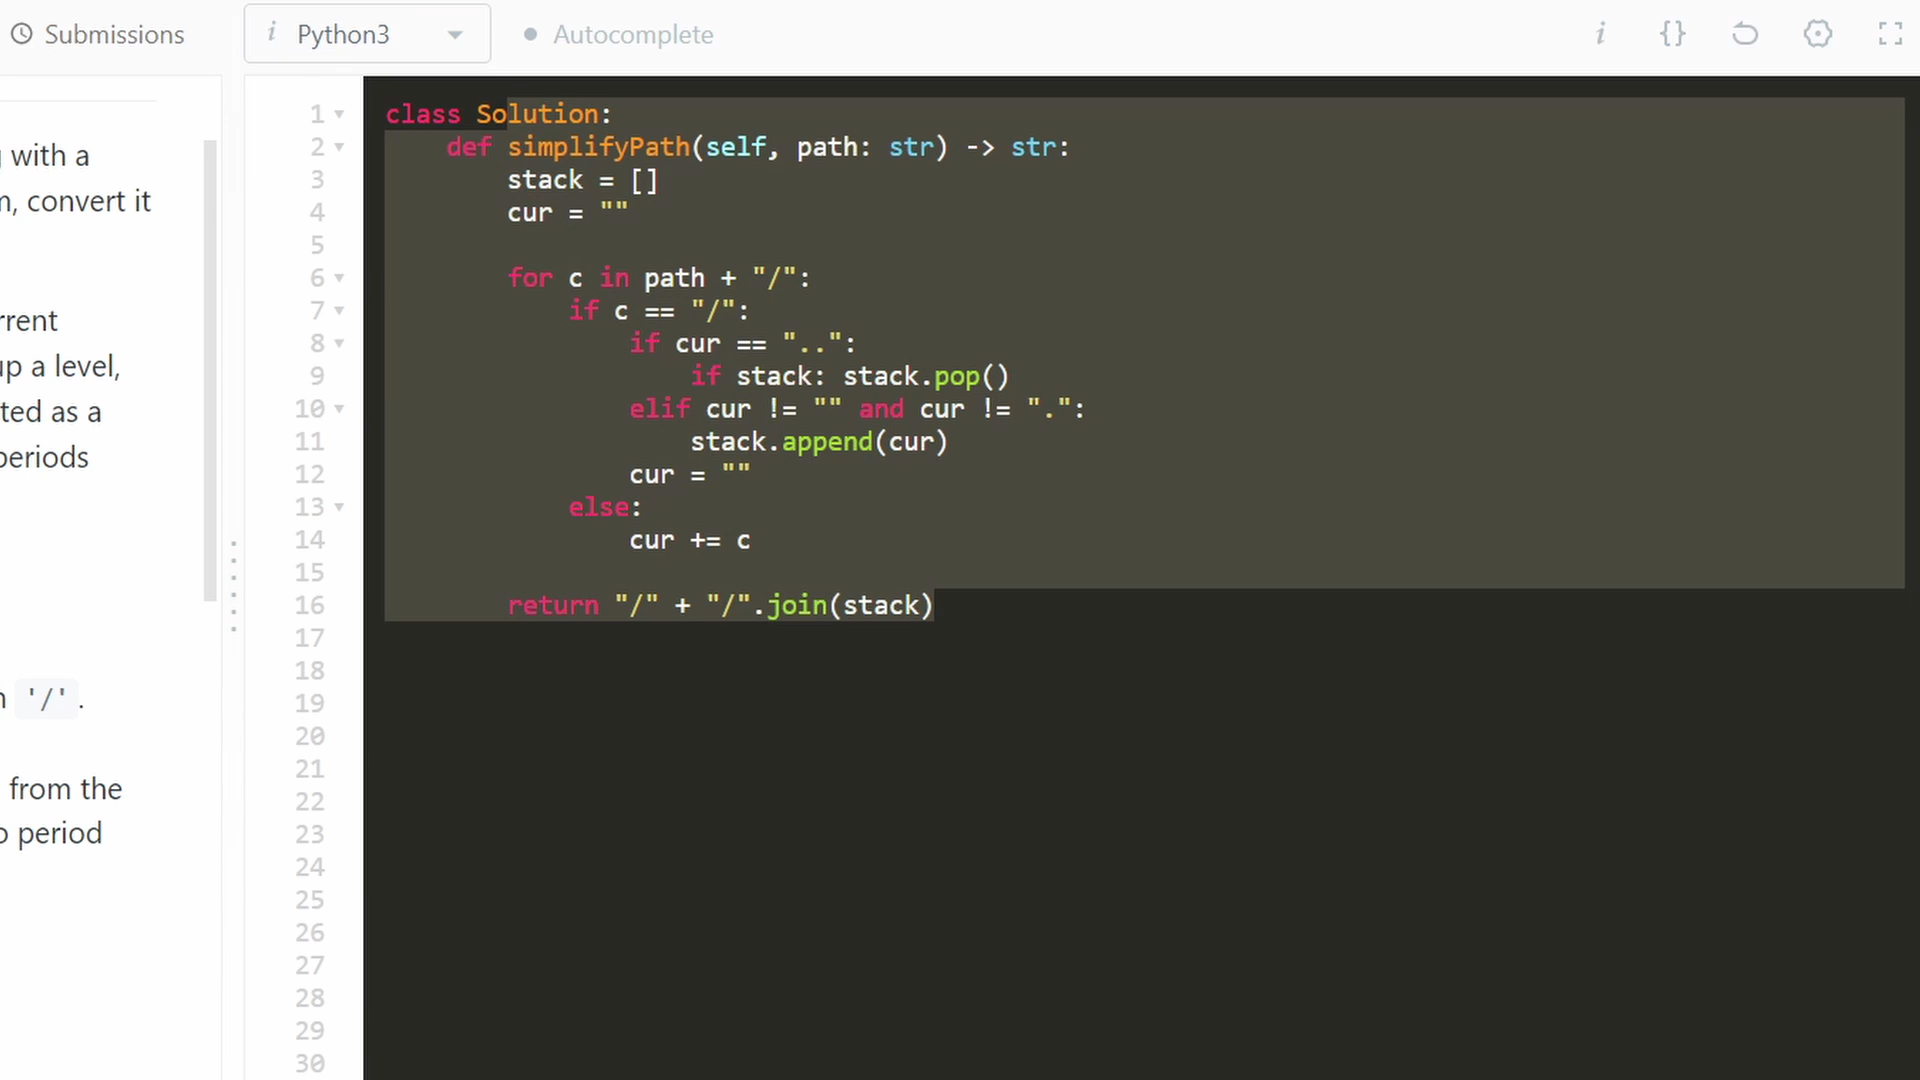 Submissions
i Python3
Autocomplete
i {}
with a
, convert it
rrent
up a level,
ted as a
periods
'/'.
from the
period
1 class Solution:
2     def simplifyPath(self, path: str) -> str:
3         stack = []
4         cur = ""
5
6         for c in path + "/":
7             if c == "/":
8                 if cur == "..":
9                     if stack: stack.pop()
10                 elif cur != "" and cur != ".":
11                     stack.append(cur)
12                 cur = ""
13             else:
14                 cur += c
15
16         return "/" + "/".join(stack)
17
18
19
20
21
22
23
24
25
26
27
28
29
30